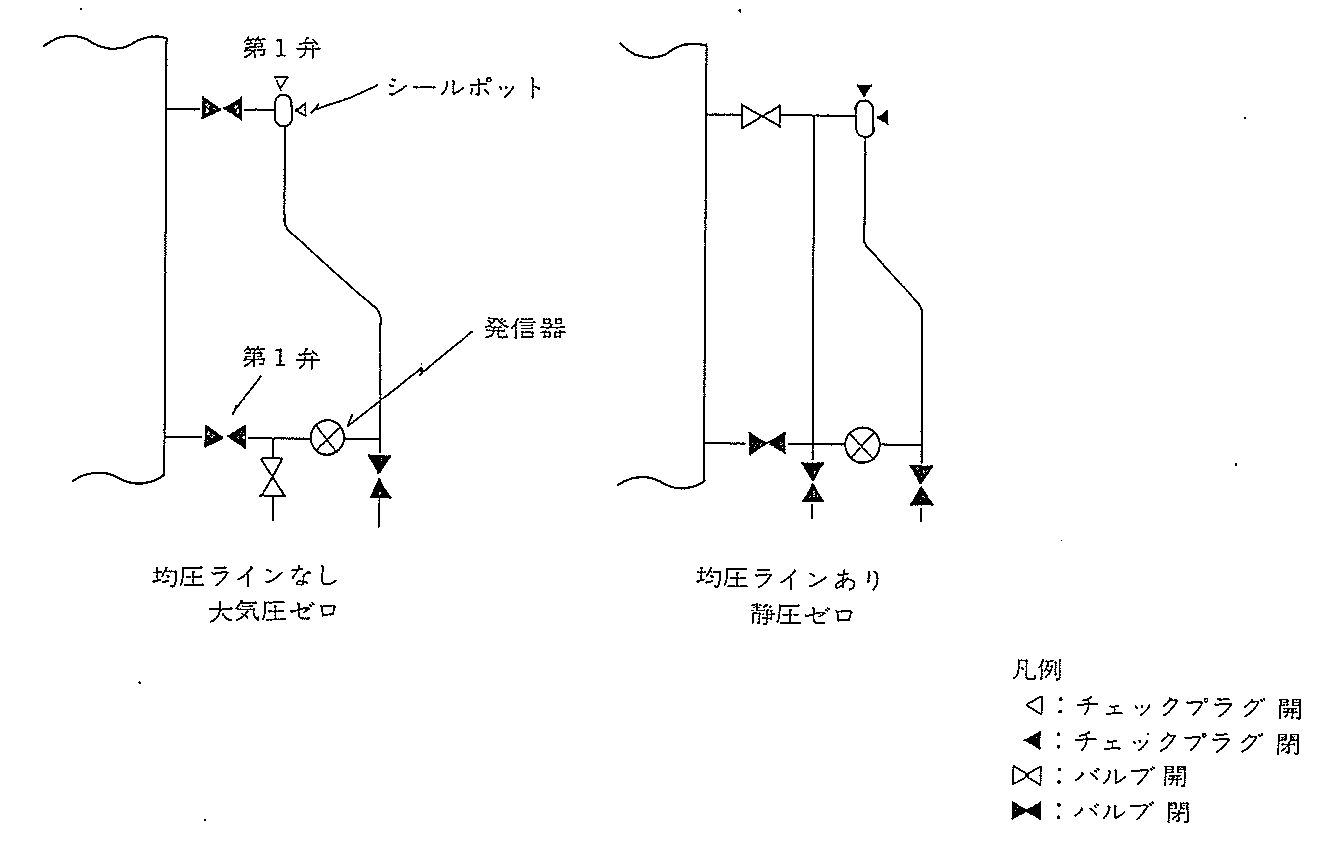 第1弁
シールポット
発信器
第1弁
均圧ラインなし
大気圧ゼロ
均圧ラインあり
静圧ゼロ
凡例
◁：チェックプラグ 開
◀：チェックプラグ 閉
▷◁：バルブ 開
▶◀：バルブ 閉